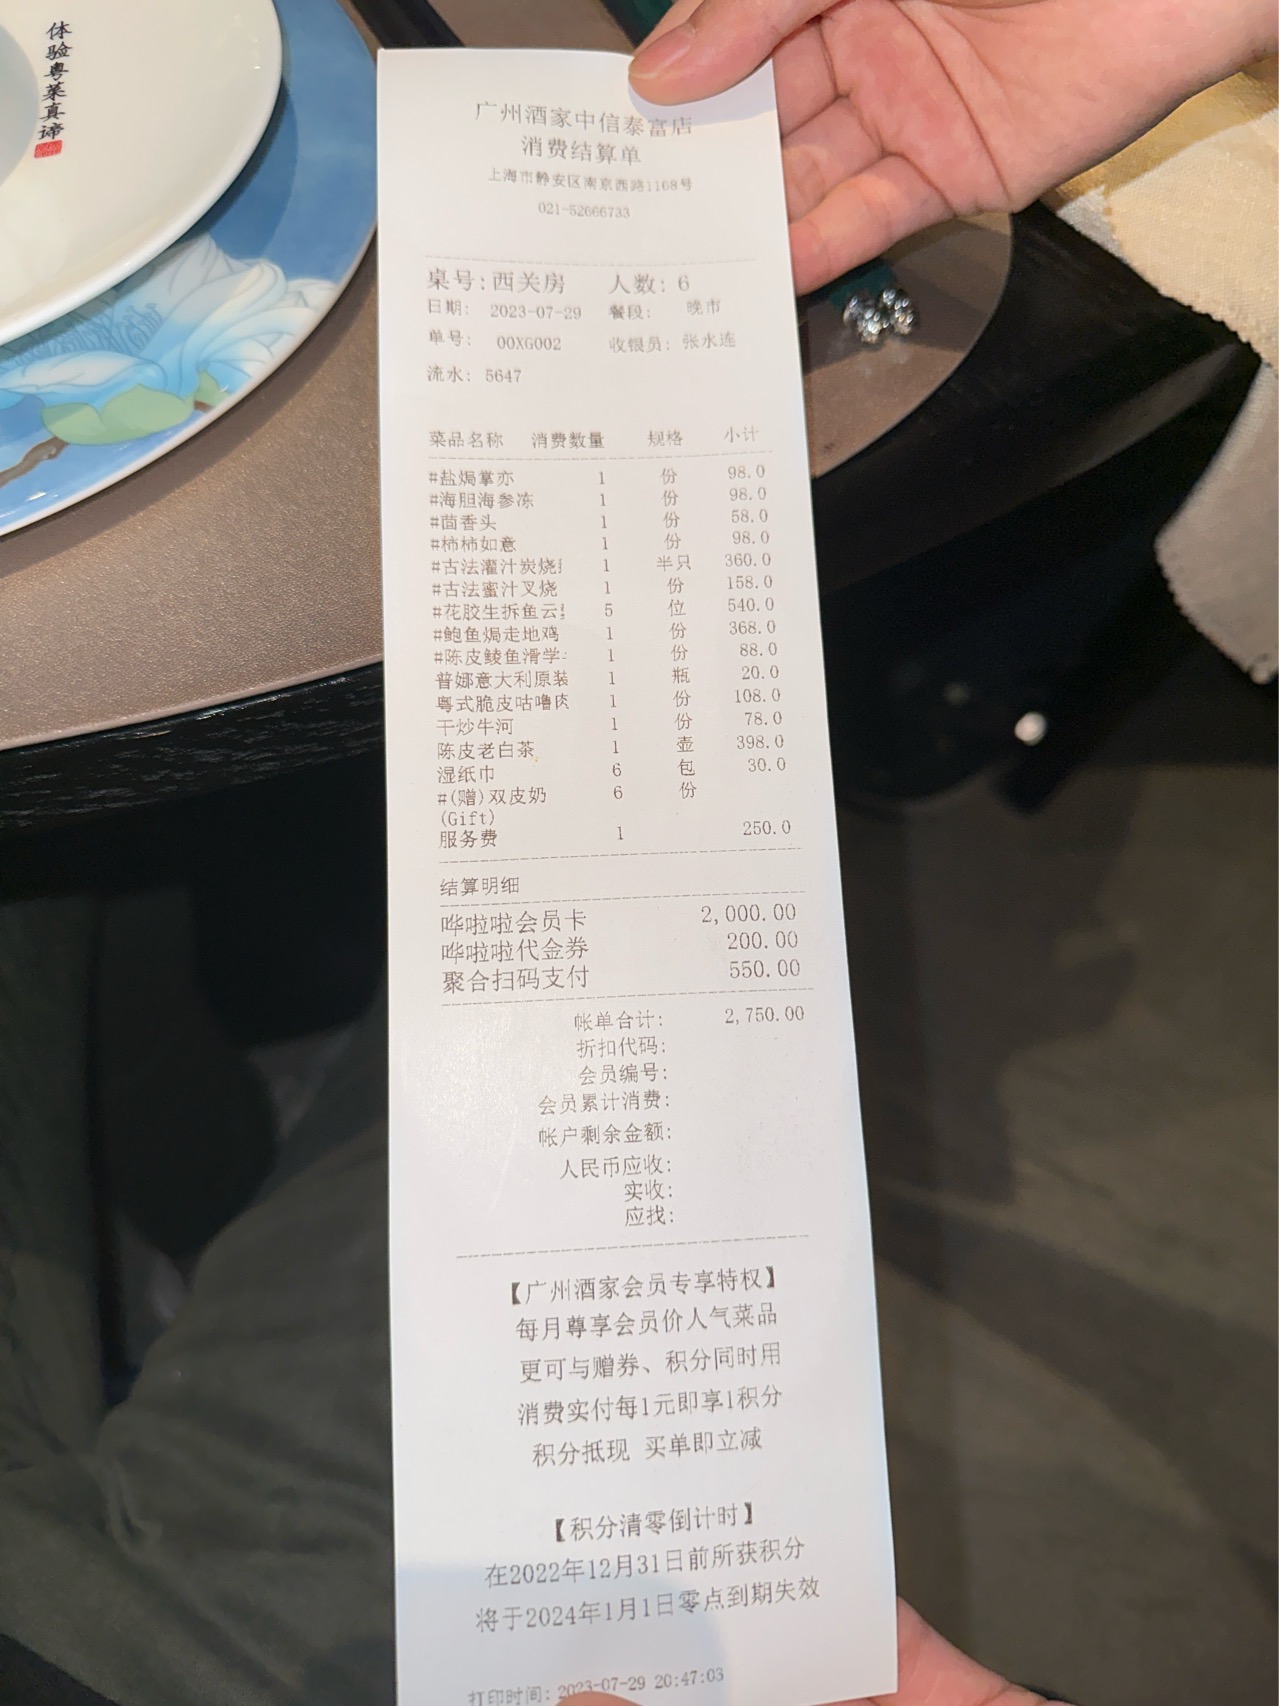 体验粤菜真谛
广州酒家中信泰富店
消费结算单
上海市静安区南京西路1168号
021-52666733
桌号:西关房 人数: 6
日期: 2023-07-29 餐段: 晚市
单号: 00XG002 收银员: 张水连
流水: 5647
菜品名称 消费数量 规格 小计
#盐焗掌亦 1 份 98.0
#海胆海参冻 1 份 98.0
#茴香头 1 份 58.0
#柿柿如意 1 份 98.0
#古法灌汁炭烧 1 半只 360.0
#古法蜜汁叉烧 1 份 158.0
#花胶生拆鱼云 5 位 540.0
#鲍鱼焗走地鸡 1 份 368.0
#陈皮鲮鱼滑学 1 份 88.0
普娜意大利原装 1 瓶 20.0
粤式脆皮咕噜肉 1 份 108.0
干炒牛河 1 份 78.0
陈皮老白茶 1 壶 398.0
湿纸巾 6 包 30.0
#(赠)双皮奶 6 份
(Gift)
服务费 1 250.0
结算明细
哗啦啦会员卡 2,000.00
哗啦啦代金券 200.00
聚合扫码支付 550.00
帐单合计: 2,750.00
折扣代码:
会员编号:
会员累计消费:
帐户剩余金额:
人民币应收:
实收:
应找:
【广州酒家会员专享特权】
每月尊享会员价人气菜品
更可与赠券、积分同时用
消费实付每1元即享1积分
积分抵现 买单即立减
【积分清零倒计时】
在2022年12月31日前所获积分
将于2024年1月1日零点到期失效
打印时间: 2023-07-29 20:47:03